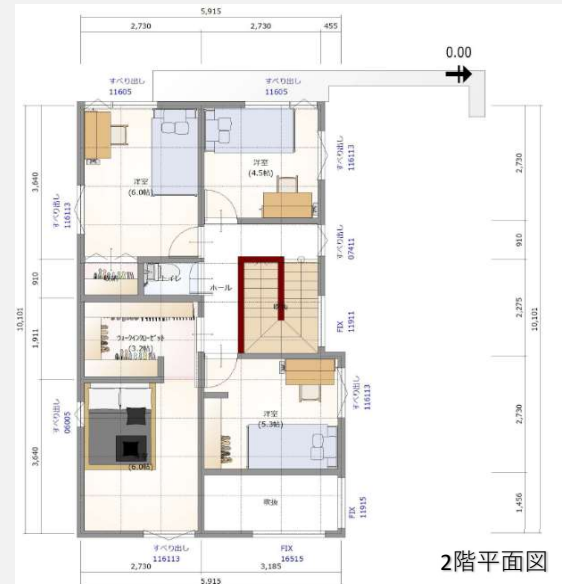 5,915
2,730
2,730
455
0.00
すべり出し
11605
すべり出し
11605
洋室
(6.0帖)
洋室
(4.5帖)
すべり出し
116113
すべり出し
116113
すべり出し
07411
トイレ
ホール
FIX
11911
ウォークインクローゼット
(3.2帖)
すべり出し
06005
(6.0帖)
洋室
(5.3帖)
すべり出し
116113
吹抜
FIX
11915
すべり出し
116113
FIX
16515
3,640
910
1,911
3,640
10,101
2,730
910
2,275
2,730
1,456
10,101
2,730
3,185
5,915
2階平面図